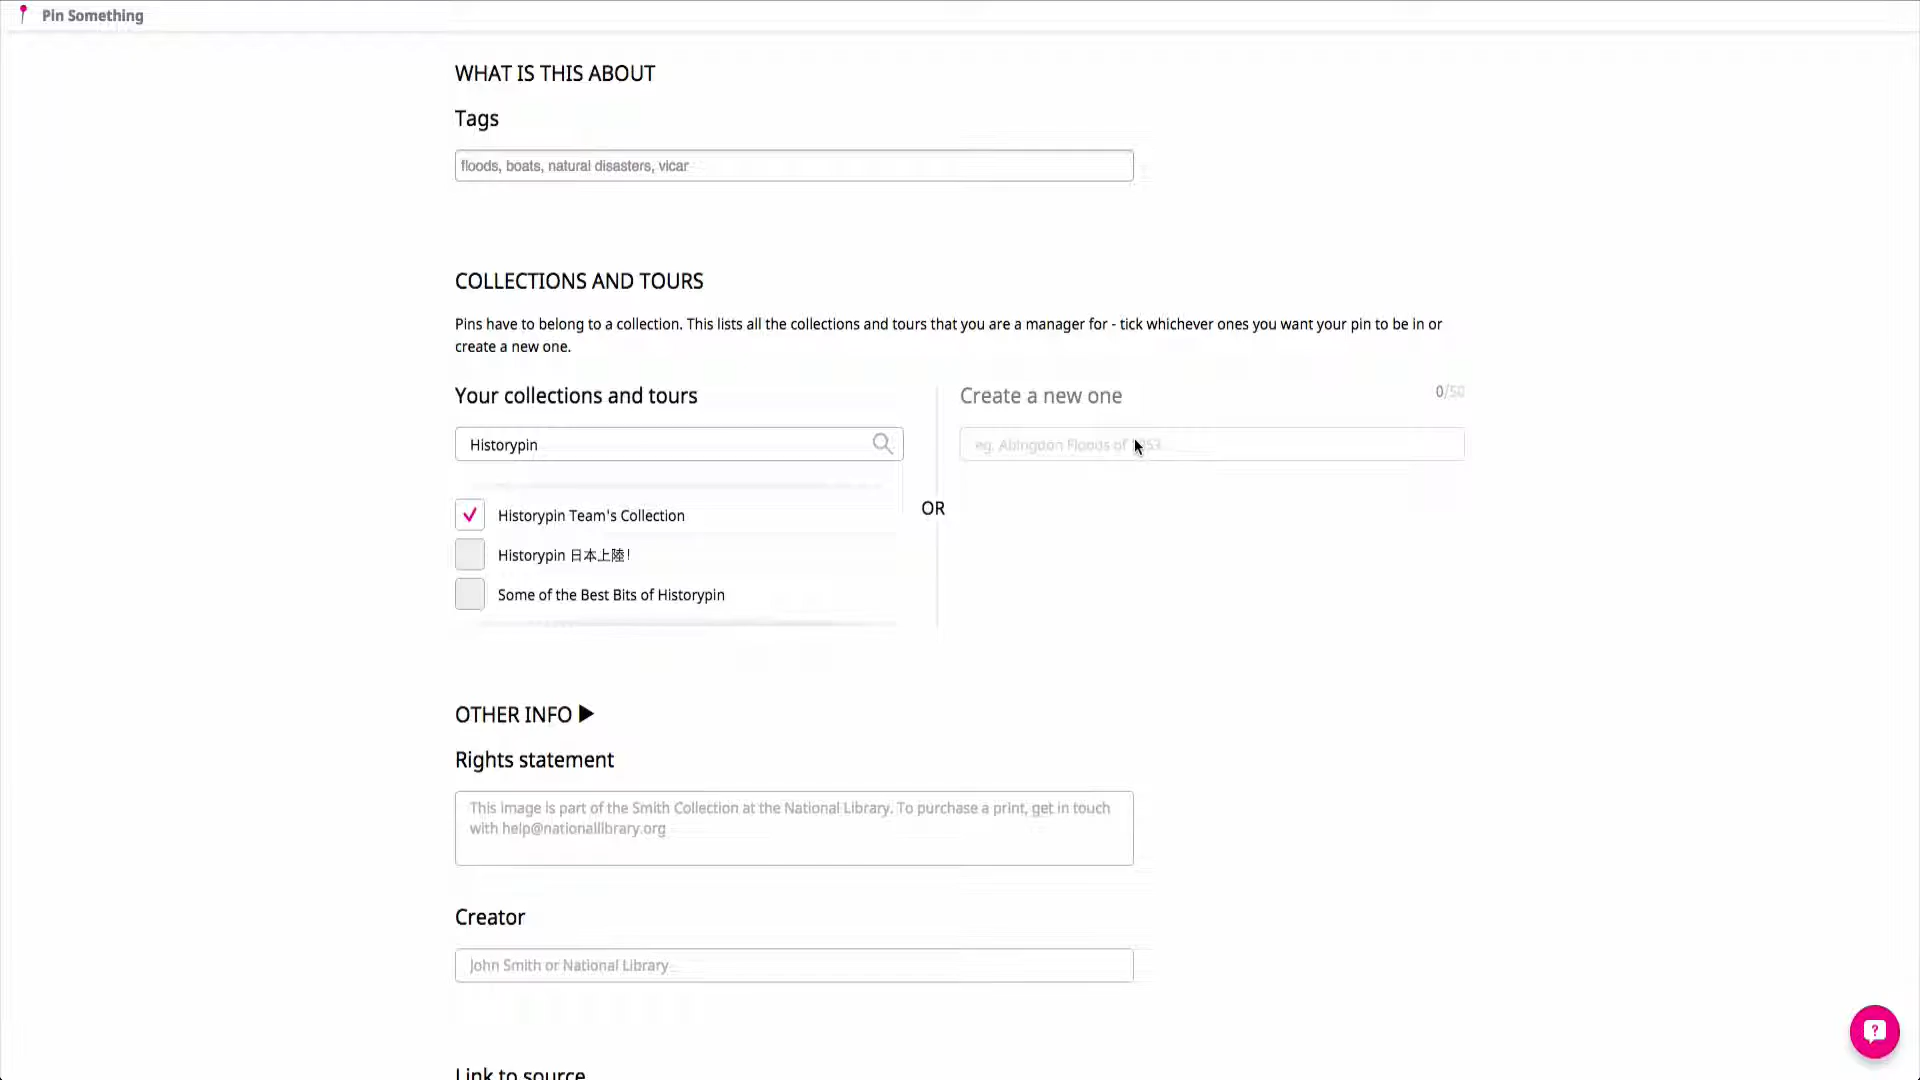 Pin Something
WHAT IS THIS ABOUT
Tags
floods, boats, natural disasters, vicar
COLLECTIONS AND TOURS
Pins have to belong to a collection. This lists all the collections and tours that you are a manager for - tick whichever ones you want your pin to be in or
create a new one.
Your collections and tours
Historypin
Historypin Team's Collection
Historypin 日本上陸!
Some of the Best Bits of Historypin
OR
Create a new one
0/50
eg. Abingdon Floods of
OTHER INFO ▶
Rights statement
This image is part of the Smith Collection at the National Library. To purchase a print, get in touch
with help@nationallibrary.org
Creator
John Smith or National Library
Link to source